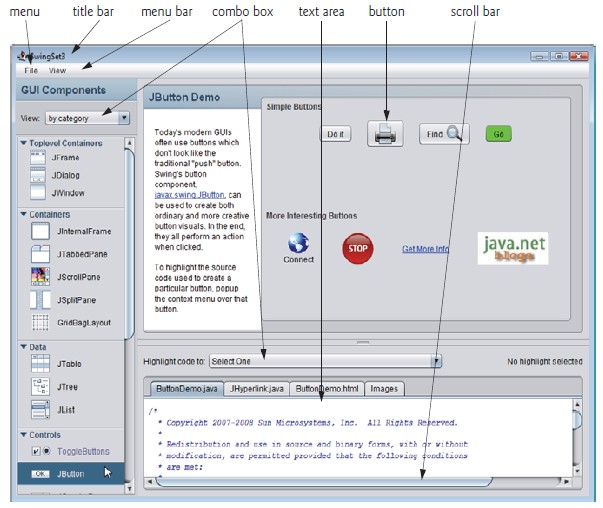 menu title bar menu bar combo box text area button scroll bar
SwingSet3
File View
GUI Components
View: by category
Toplevel Containers
JFrame
JDialog
JWindow
Containers
JInternalFrame
JTabbedPane
JScrollPane
JSplitPane
GridBagLayout
Data
JTable
JTree
JList
Controls
ToggleButtons
OK JButton
JButton Demo
Today's modern GUIs
often use buttons which
don't look like the
traditional "push" button.
Swing's button
component,
javax.swing.JButton, can
be used to create both
ordinary and more creative
button visuals. In the end,
they all perform an action
when clicked.
To highlight the source
code used to create a
particular button, popup
the context menu over that
button.
Simple Buttons
Do it Find Go
More Interesting Buttons
Connect
STOP
Get More Info
java.net
blogs
Highlight code to: Select One No highlight selected
ButtonDemo.java JHyperlink.java ButtonDemo.html Images
/*
* Copyright 2007-2008 Sun Microsystems, Inc. All Rights Reserved.
*
* Redistribution and use in source and binary forms, with or without
* modification, are permitted provided that the following conditions
* are met: